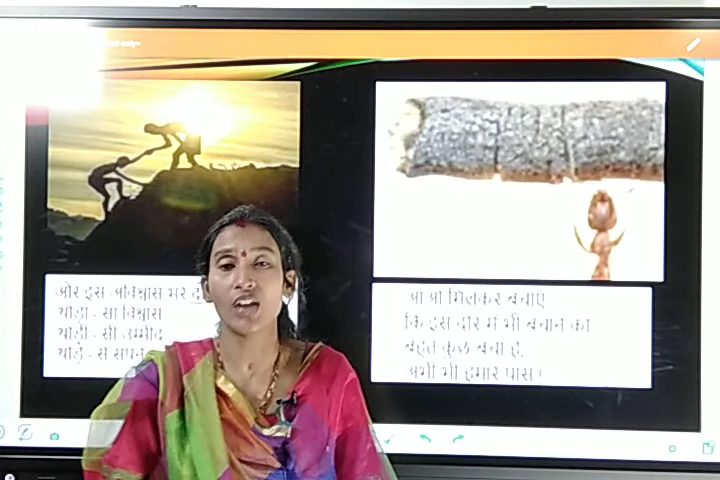 और इस अविश्वास भरे दौ
थोड़ा - सा विश्वास
थोड़ी - सी उम्मीद
थोड़े - से सपने
आओ मिलकर बचाएँ
कि इस दौर में भी बचाने को
बहुत कुछ बचा है,
अभी भी हमारे पास !